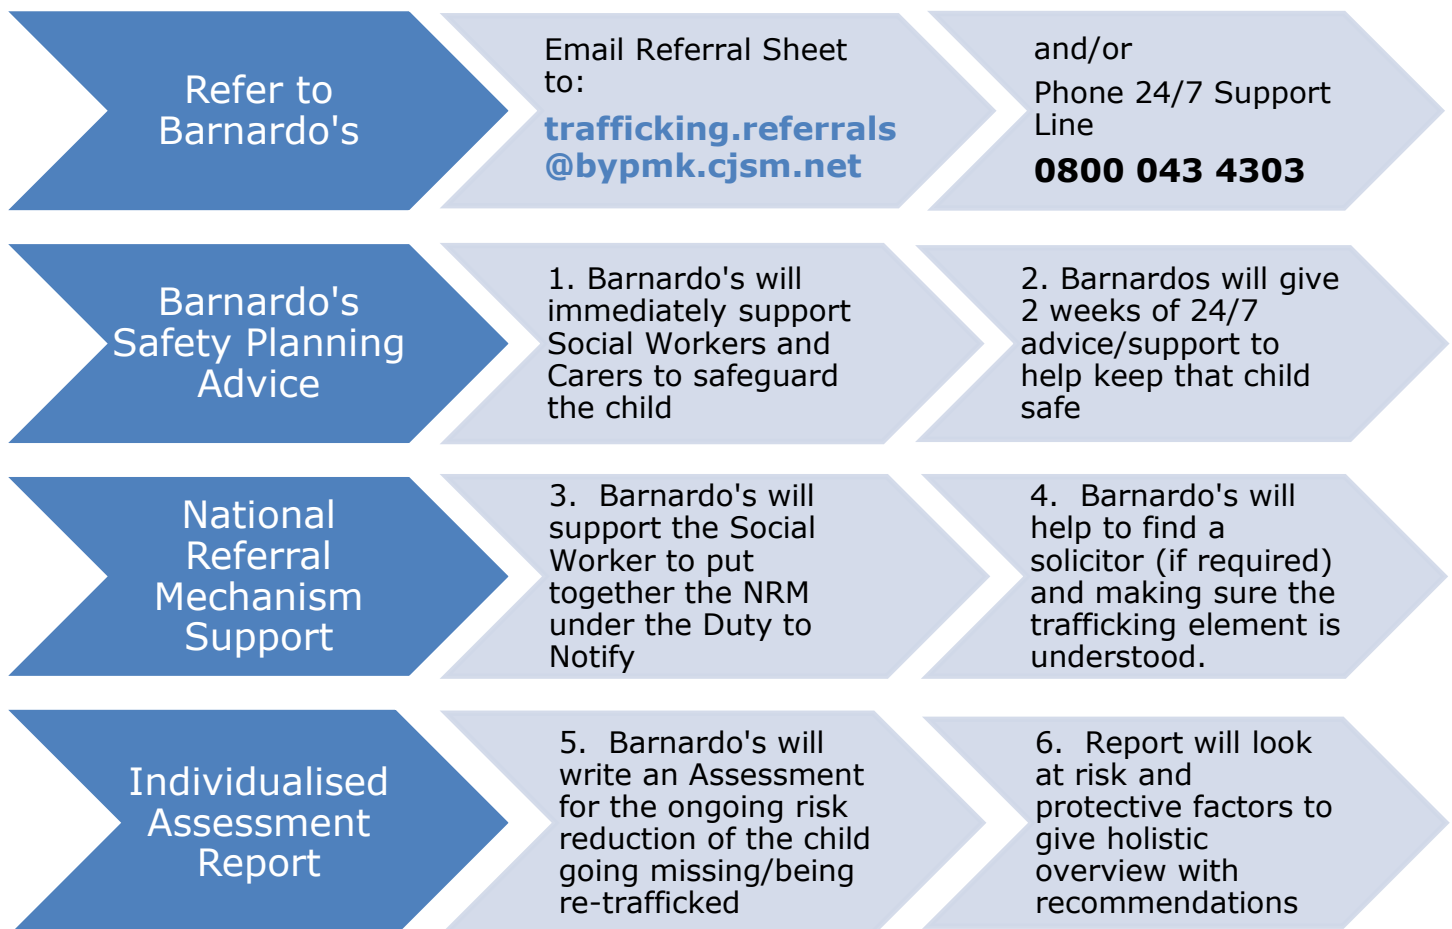 Refer to
Barnardo's
Email Referral Sheet
to:
trafficking.referrals
@bypmk.cjsm.net
and/or
Phone 24/7 Support
Line
0800 043 4303
Barnardo's
Safety Planning
Advice
1. Barnardo's will
immediately support
Social Workers and
Carers to safeguard
the child
2. Barnardos will give
2 weeks of 24/7
advice/support to
help keep that child
safe
National
Referral
Mechanism
Support
3.  Barnardo's will
support the Social
Worker to put
together the NRM
under the Duty to
Notify
4.  Barnardo's will
help to find a
solicitor (if required)
and making sure the
trafficking element is
understood.
Individualised
Assessment
Report
5.  Barnardo's will
write an Assessment
for the ongoing risk
reduction of the child
going missing/being
re-trafficked
6.  Report will look
at risk and
protective factors to
give holistic
overview with
recommendations